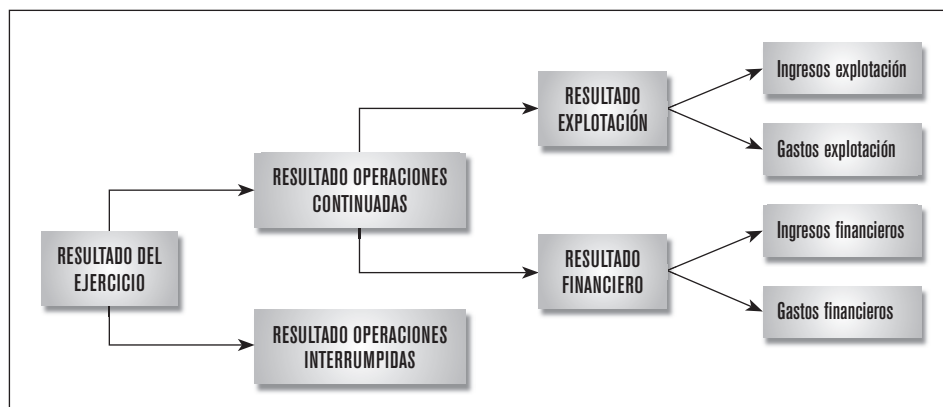 RESULTADO DEL
EJERCICIO
RESULTADO OPERACIONES
CONTINUADAS
RESULTADO OPERACIONES
INTERRUMPIDAS
RESULTADO
EXPLOTACIÓN
RESULTADO
FINANCIERO
Ingresos explotación
Gastos explotación
Ingresos financieros
Gastos financieros